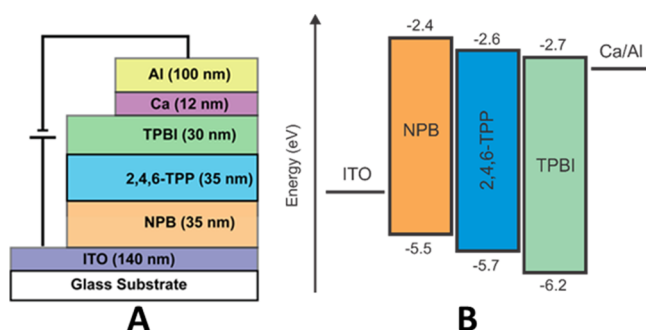 Al (100 nm)
Ca (12 nm)
TPBI (30 nm)
2,4,6-TPP (35 nm)
NPB (35 nm)
ITO (140 nm)
Glass Substrate
A
Energy (eV)
-2.4
-2.6
-2.7
Ca/Al
NPB
2,4,6-TPP
TPBI
ITO
-5.5
-5.7
-6.2
B